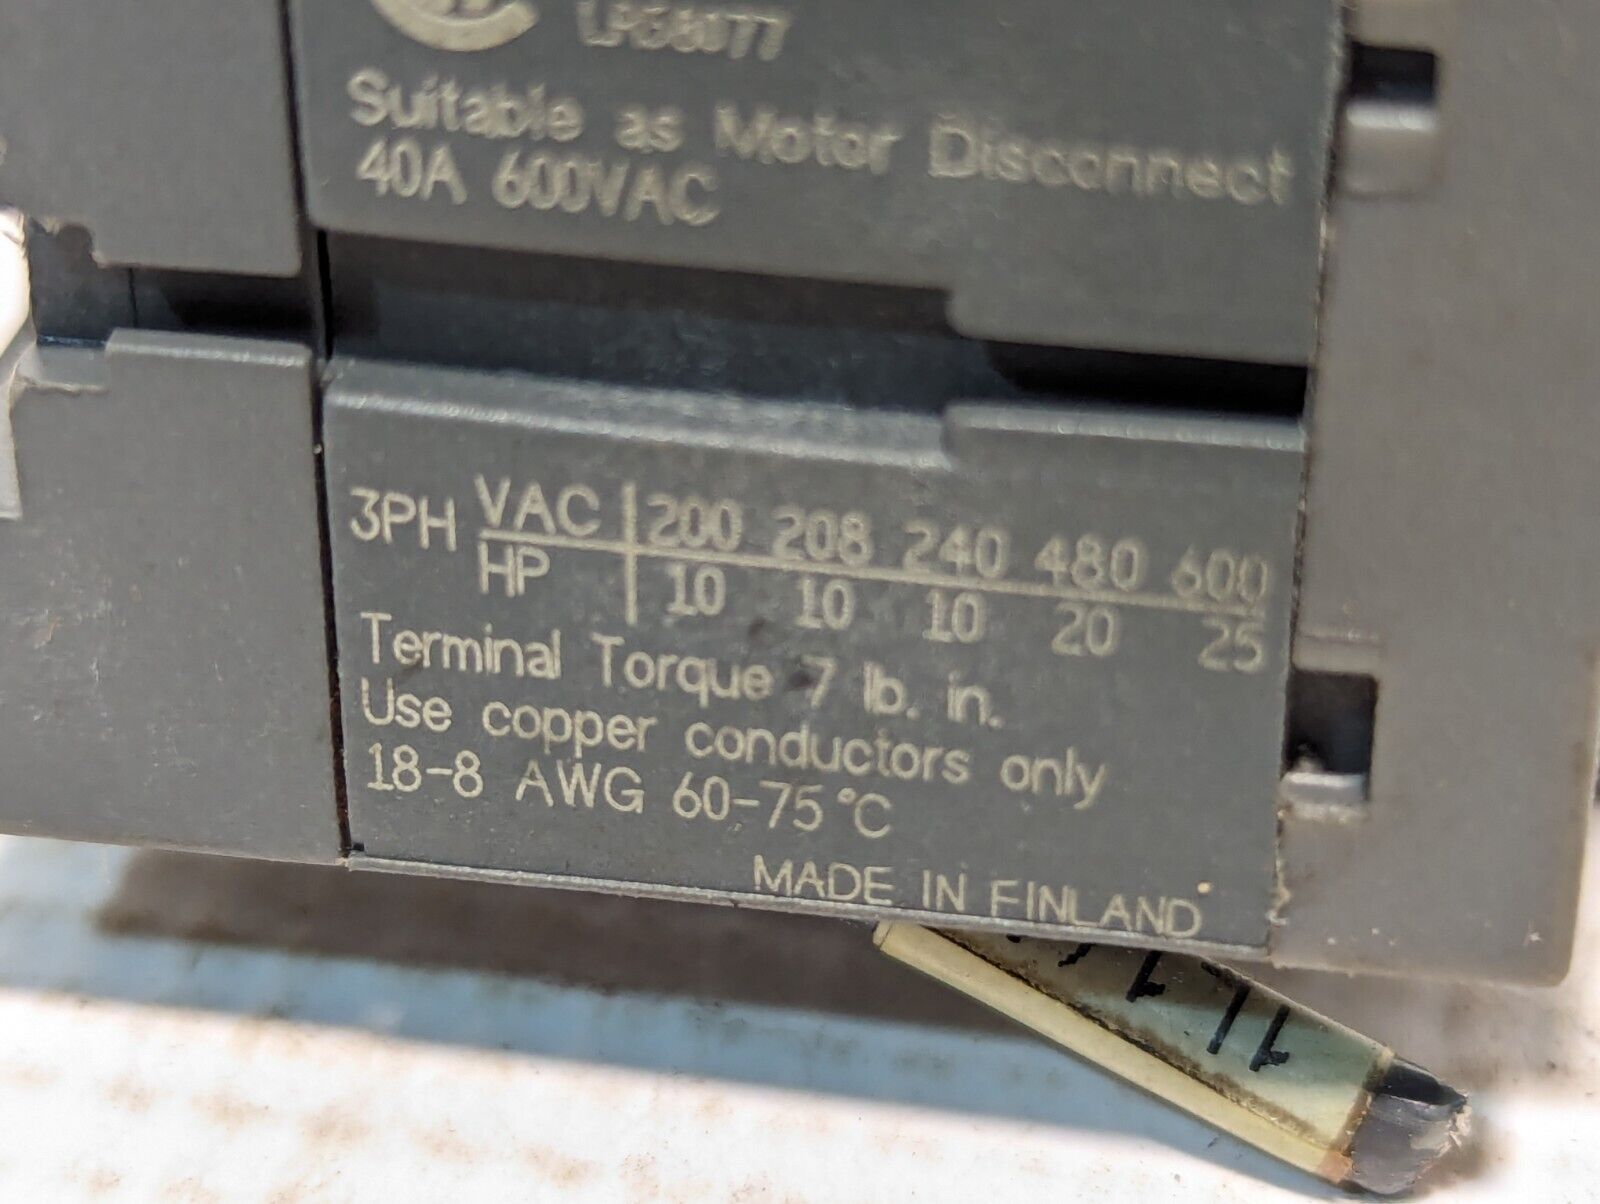 LR58077
Suitable as Motor Disconnect
40A 600VAC
3PH VAC 200 208 240 480 600
HP 10 10 10 20 25
Terminal Torque 7 lb. in.
Use copper conductors only
18-8 AWG 60-75°C
MADE IN FINLAND